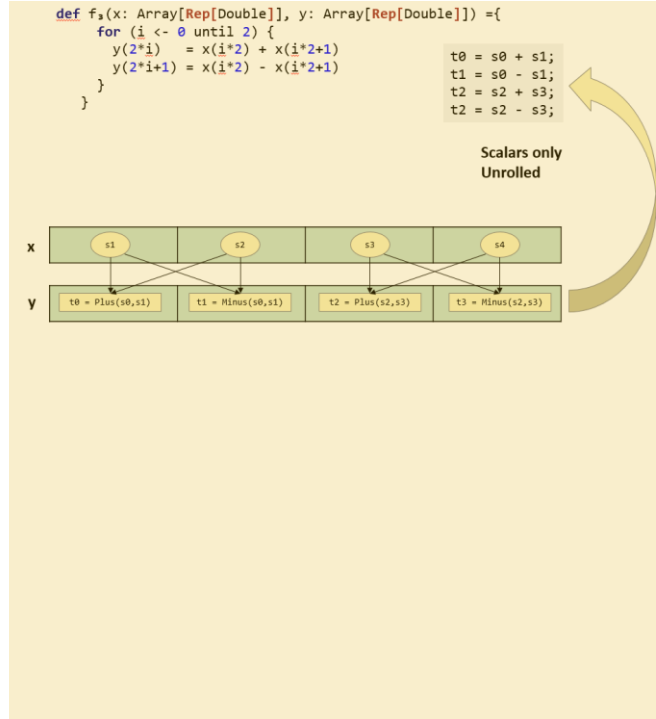 def f₃(x: Array[Rep[Double]], y: Array[Rep[Double]]) ={
for (i <- 0 until 2) {
y(2*i) = x(i*2) + x(i*2+1)
y(2*i+1) = x(i*2) - x(i*2+1)
}
}
t0 = s0 + s1;
t1 = s0 - s1;
t2 = s2 + s3;
t2 = s2 - s3;
Scalars only
Unrolled
x s1 s2 s3 s4
y t0 = Plus(s0,s1) t1 = Minus(s0,s1) t2 = Plus(s2,s3) t3 = Minus(s2,s3)